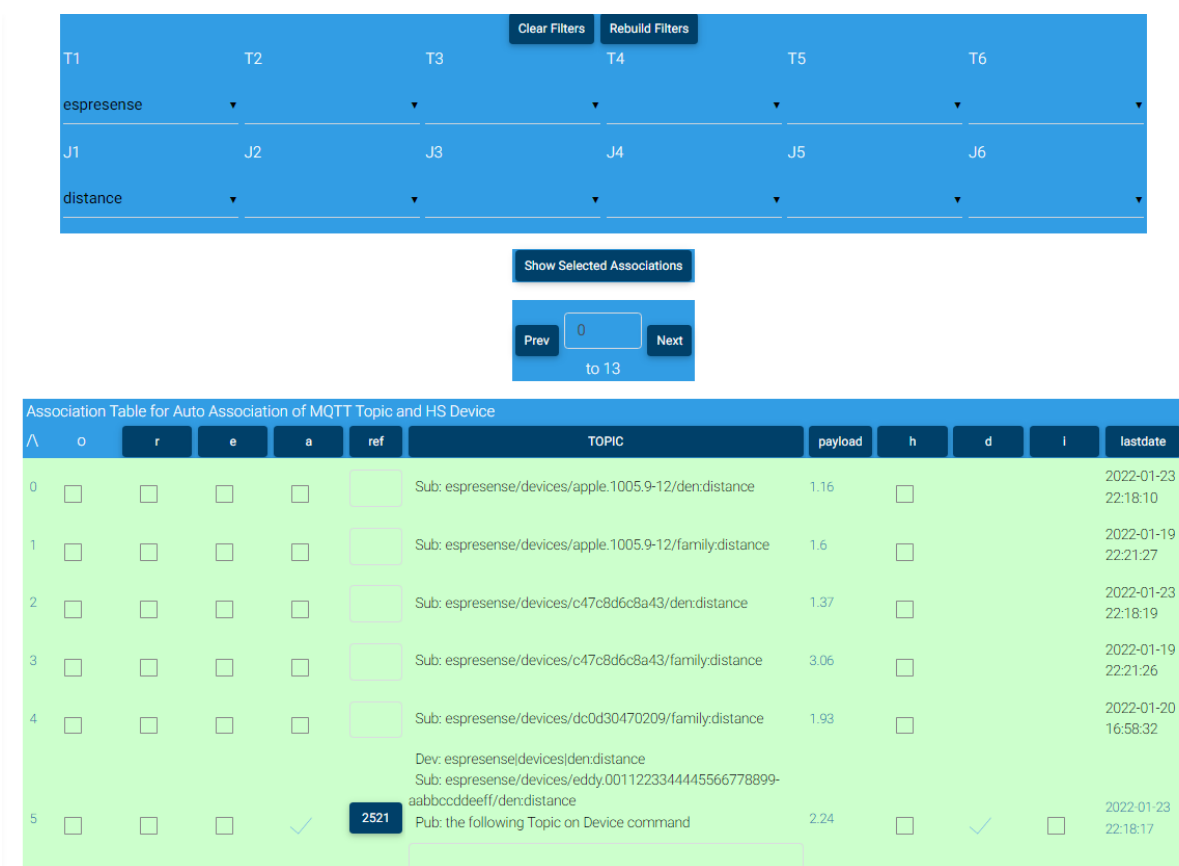 Clear Filters Rebuild Filters
T1 T2 T3 T4 T5 T6
espresense
J1 J2 J3 J4 J5 J6
distance
Show Selected Associations
Prev 0 Next
to 13
Association Table for Auto Association of MQTT Topic and HS Device
/\ o r e a ref TOPIC payload h d i lastdate
0 Sub: espresense/devices/apple.1005.9-12/den:distance 1.16 2022-01-23
22:18:10
1 Sub: espresense/devices/apple.1005.9-12/family:distance 1.6 2022-01-19
22:21:27
2 Sub: espresense/devices/c47c8d6c8a43/den:distance 1.37 2022-01-23
22:18:19
3 Sub: espresense/devices/c47c8d6c8a43/family:distance 3.06 2022-01-19
22:21:26
4 Sub: espresense/devices/dc0d30470209/family:distance 1.93 2022-01-20
16:58:32
Dev: espresense|devices|den:distance
Sub: espresense/devices/eddy.0011223344445566778899-
aabbccddeeff/den:distance
5 2521 Pub: the following Topic on Device command 2.24 2022-01-23
22:18:17